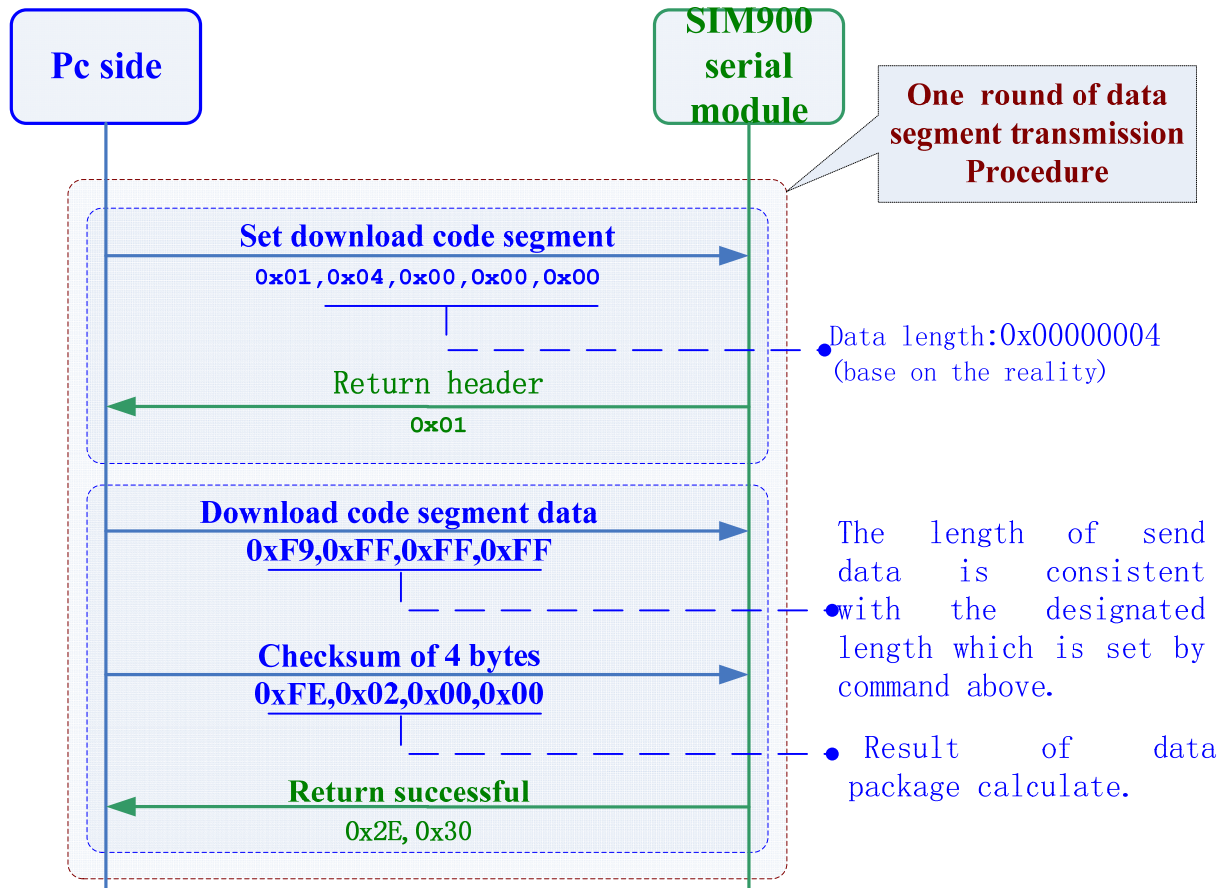 Pc side
SIM900
serial
module
One round of data
segment transmission
Procedure
Set download code segment
0x01,0x04,0x00,0x00,0x00
Data length:0x00000004
(base on the reality)
Return header
0x01
Download code segment data
0xF9,0xFF,0xFF,0xFF
The length of send
data is consistent
with the designated
length which is set by
command above.
Checksum of 4 bytes
0xFE,0x02,0x00,0x00
Result of data
package calculate.
Return successful
0x2E, 0x30